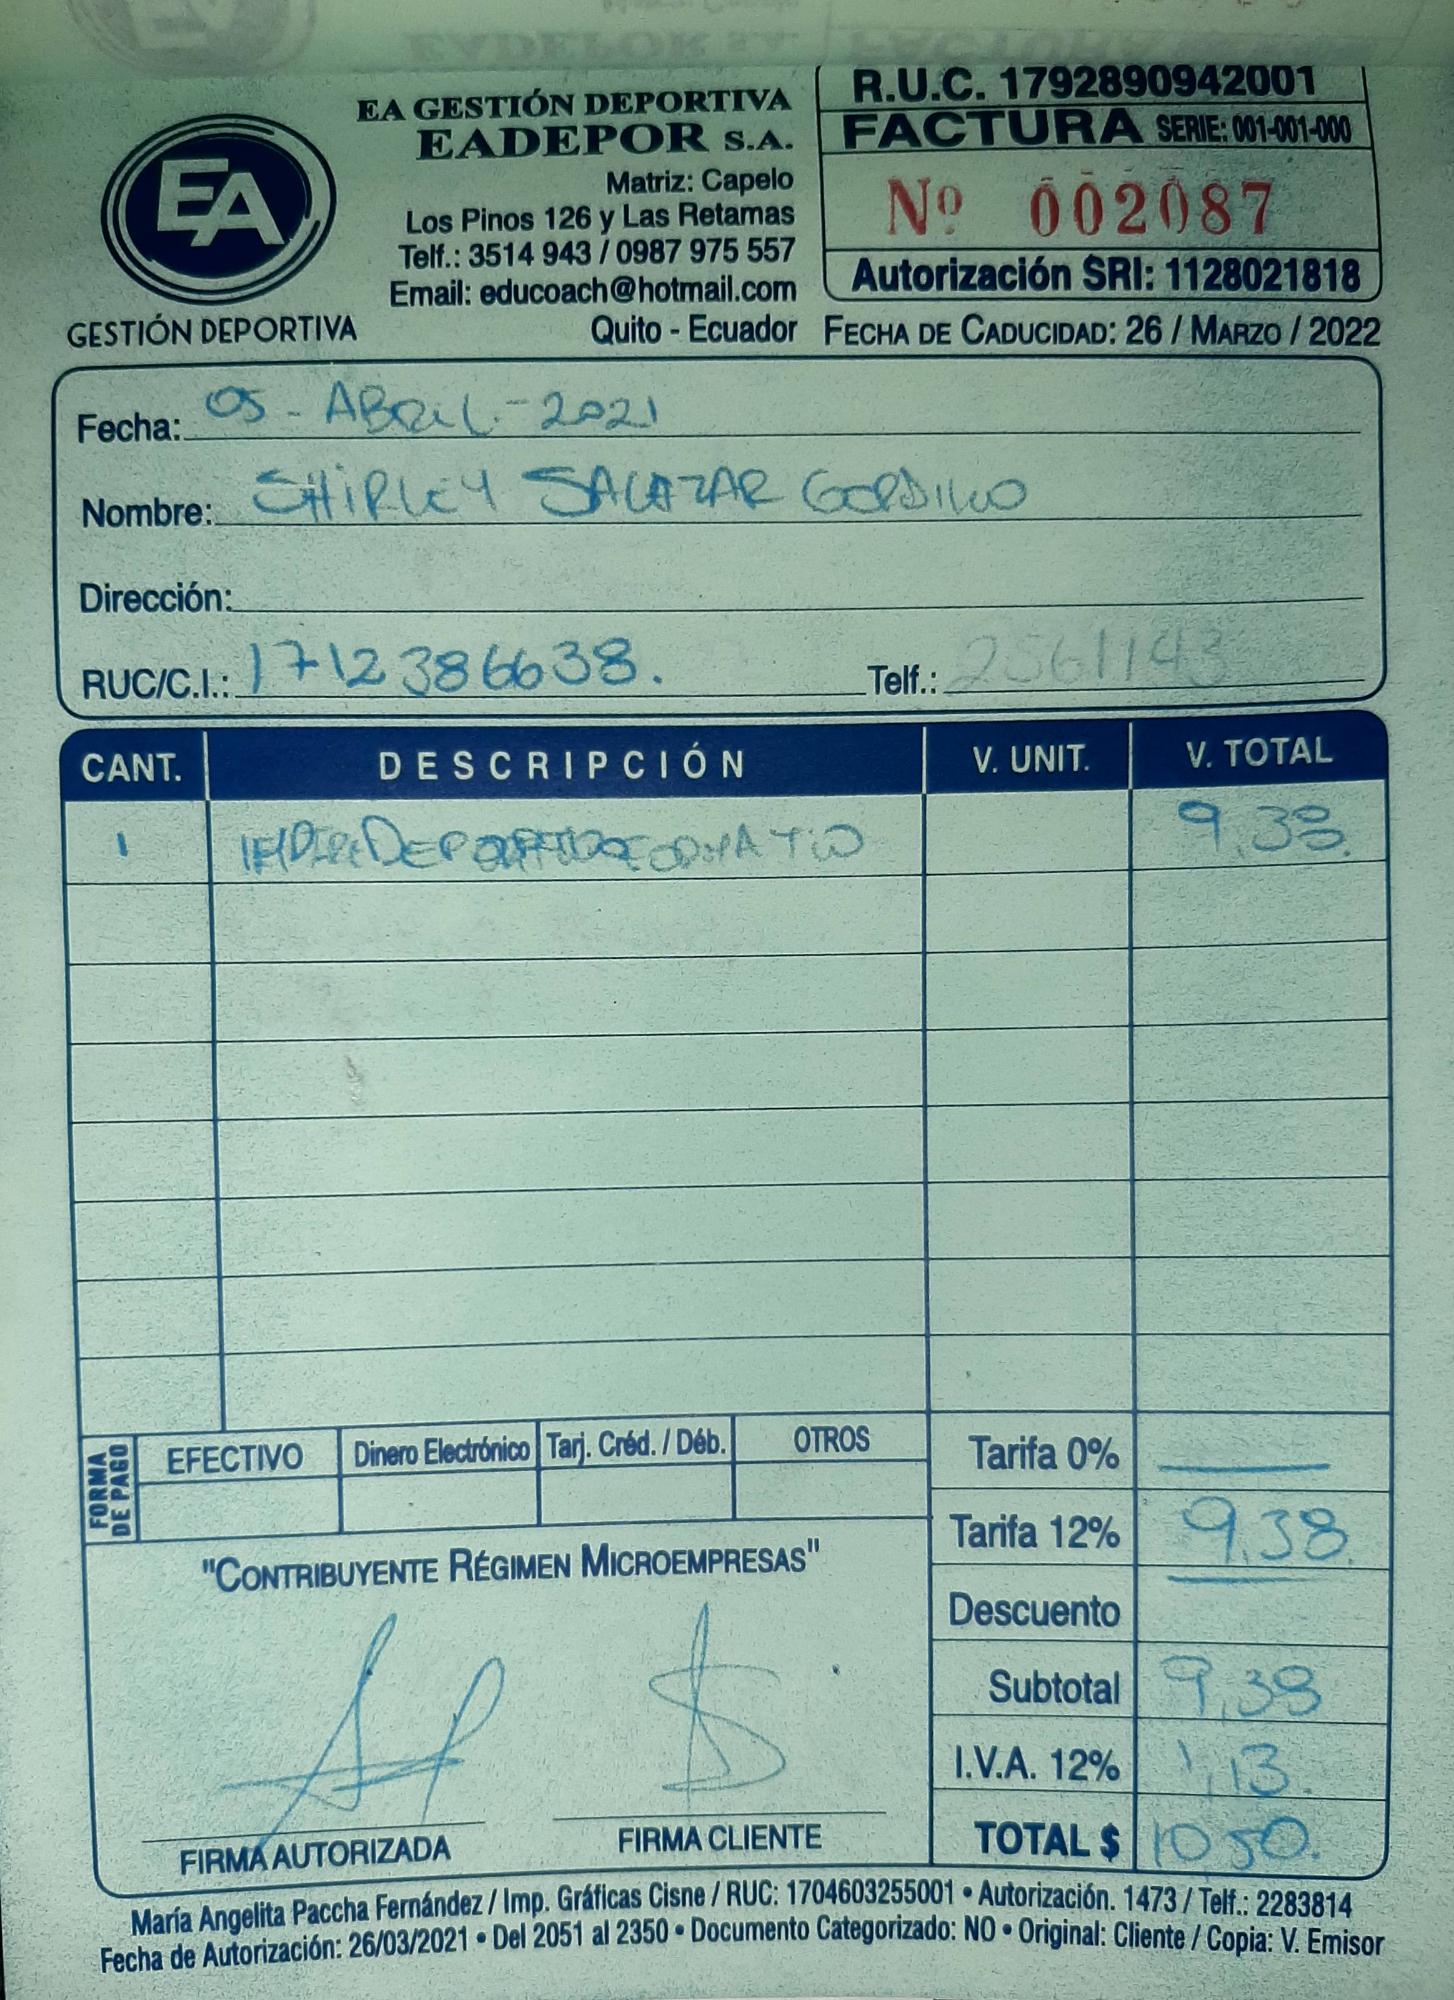 EA GESTIÓN DEPORTIVA
EADEPOR S.A.
Matriz: Capelo
Los Pinos 126 y Las Retamas
Telf.: 3514 943 / 0987 975 557
Email: educoach@hotmail.com
Quito - Ecuador
EA
GESTIÓN DEPORTIVA
R.U.C. 1792890942001
FACTURA SERIE: 001-001-000
Nº 002087
Autorización SRI: 1128021818
FECHA DE CADUCIDAD: 26 / MARZO / 2022
Fecha: 05 - ABRIL - 2021
Nombre: SHIRLEY SALAZAR GORDILLO
Dirección:
RUC/C.I.: 1712386638. Telf.: 2561143
CANT. DESCRIPCIÓN V. UNIT. V. TOTAL
1 9,38.
FORMA DE PAGO
EFECTIVO Dinero Electrónico Tarj. Créd. / Déb. OTROS
Tarifa 0%
Tarifa 12% 9,38.
Descuento
Subtotal 9,38
I.V.A. 12% 1,13.
TOTAL $ 10,50.
"CONTRIBUYENTE RÉGIMEN MICROEMPRESAS"
FIRMA AUTORIZADA FIRMA CLIENTE
María Angelita Paccha Fernández / Imp. Gráficas Cisne / RUC: 1704603255001 • Autorización. 1473 / Telf.: 2283814
Fecha de Autorización: 26/03/2021 • Del 2051 al 2350 • Documento Categorizado: NO • Original: Cliente / Copia: V. Emisor